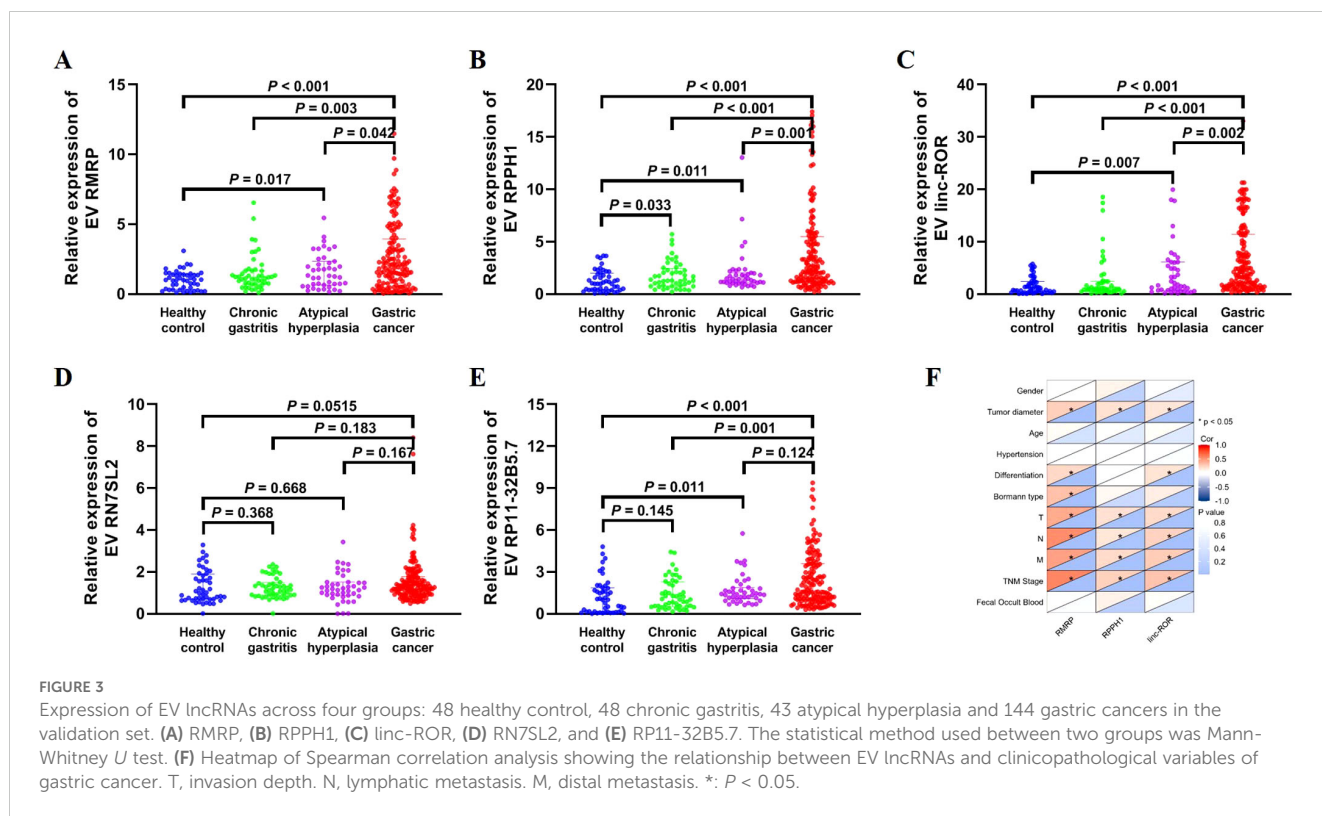 A
Relative expression of
EV RMRP
15
10
5
0
P < 0.001
P = 0.003
P = 0.042
P = 0.017
Healthy control
Chronic gastritis
Atypical hyperplasia
Gastric cancer
B
Relative expression of
EV RPPH1
20
15
10
5
0
P < 0.001
P < 0.001
P = 0.001
P = 0.011
P = 0.033
Healthy control
Chronic gastritis
Atypical hyperplasia
Gastric cancer
C
Relative expression of
EV linc-ROR
40
30
20
10
0
P < 0.001
P < 0.001
P = 0.002
P = 0.007
Healthy control
Chronic gastritis
Atypical hyperplasia
Gastric cancer
D
Relative expression of
EV RN7SL2
10
8
6
4
2
0
P = 0.0515
P = 0.183
P = 0.167
P = 0.668
P = 0.368
Healthy control
Chronic gastritis
Atypical hyperplasia
Gastric cancer
E
Relative expression of
EV RP11-32B5.7
15
12
9
6
3
0
P < 0.001
P = 0.001
P = 0.124
P = 0.011
P = 0.145
Healthy control
Chronic gastritis
Atypical hyperplasia
Gastric cancer
F
Gender
Tumor diameter * * *
Age
Hypertension
Differentiation * *
Bormann type *
T * * *
N * * *
M * * *
TNM Stage * * *
Fecal Occult Blood
RMRP
RPPH1
linc-ROR
* p < 0.05
Cor
1.0
0.5
0.0
-0.5
-1.0
P value
0.8
0.6
0.4
0.2
FIGURE 3
Expression of EV lncRNAs across four groups: 48 healthy control, 48 chronic gastritis, 43 atypical hyperplasia and 144 gastric cancers in the
validation set. (A) RMRP, (B) RPPH1, (C) linc-ROR, (D) RN7SL2, and (E) RP11-32B5.7. The statistical method used between two groups was Mann-
Whitney U test. (F) Heatmap of Spearman correlation analysis showing the relationship between EV lncRNAs and clinicopathological variables of
gastric cancer. T, invasion depth. N, lymphatic metastasis. M, distal metastasis. *: P < 0.05.